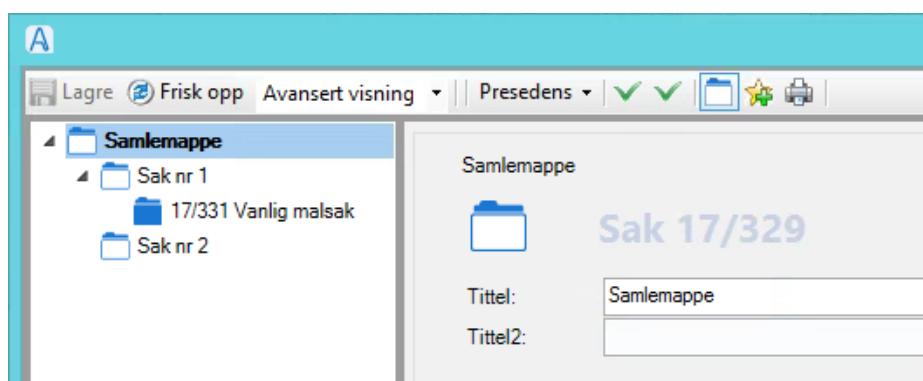 A
Lagre Frisk opp Avansert visning Presedens
Samlemappe
Sak nr 1
17/331 Vanlig malsak
Sak nr 2
Samlemappe
Sak 17/329
Tittel: Samlemappe
Tittel2: